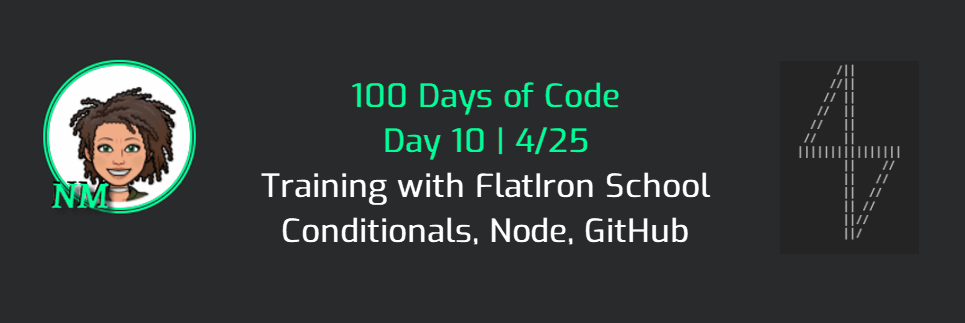 100 Days of Code
Day 10 | 4/25
Training with FlatIron School
Conditionals, Node, GitHub
NM